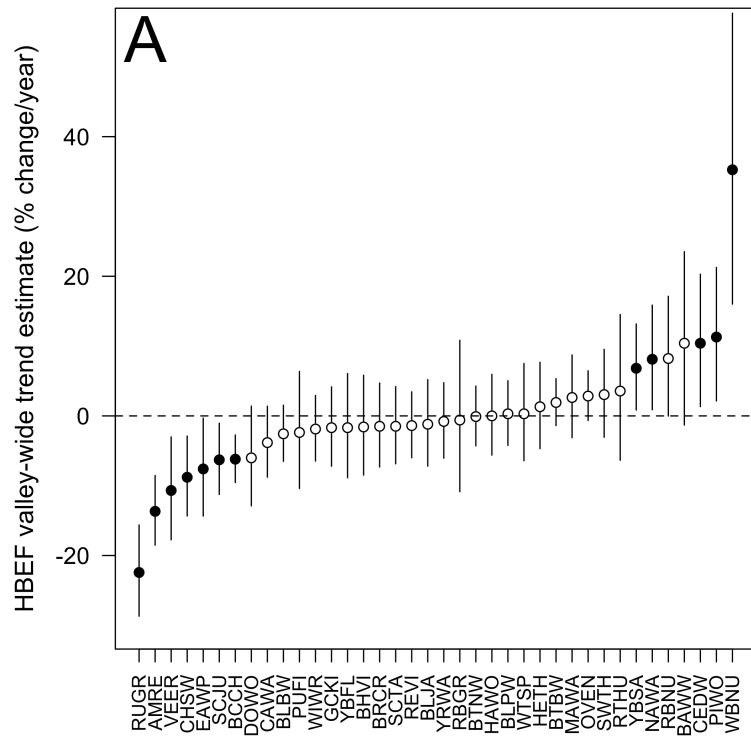 A
HBEF valley-wide trend estimate (% change/year)
40
20
0
-20
RUGR
AMRE
VEER
CHSW
EAWP
SCJU
BCCH
DOWO
CAWA
BLBW
PUFI
WIWR
GCKI
YBFL
BHVI
BRCR
SCTA
REVI
BLJA
YRWA
RBGR
BTNW
HAWO
BLPW
WTSP
HETH
BTBW
MAWA
OVEN
SWTH
RTHU
YBSA
NAWA
RBNU
BAWW
CEDW
PIWO
WBNU